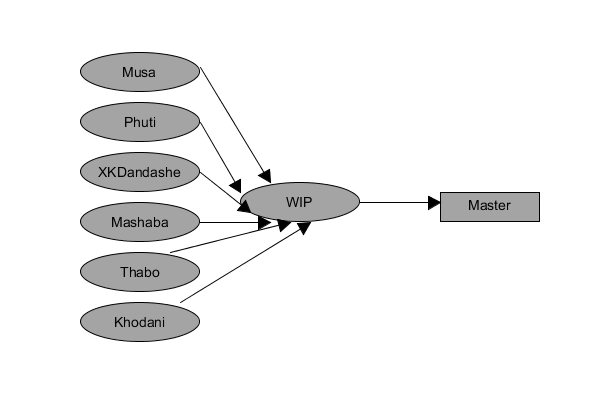 Musa
Phuti
XKDandashe
Mashaba
Thabo
Khodani
WIP
Master